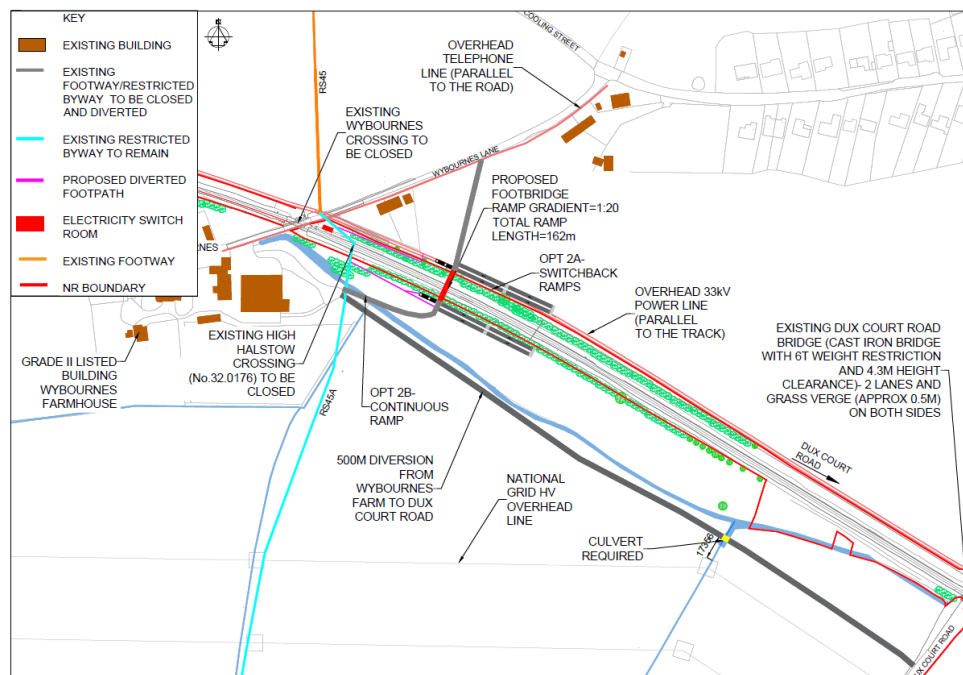 KEY
EXISTING BUILDING
EXISTING
FOOTWAY/RESTRICTED
BYWAY TO BE CLOSED
AND DIVERTED
EXISTING RESTRICTED
BYWAY TO REMAIN
PROPOSED DIVERTED
FOOTPATH
ELECTRICITY SWITCH
ROOM
EXISTING FOOTWAY
NR BOUNDARY
RS45
COOLING STREET
OVERHEAD
TELEPHONE
LINE (PARALLEL
TO THE ROAD)
EXISTING
WYBOURNES
CROSSING TO
BE CLOSED
WYBOURNES LANE
PROPOSED
FOOTBRIDGE
RAMP GRADIENT=1:20
TOTAL RAMP
LENGTH=162m
OPT 2A-
SWITCHBACK
RAMPS
OVERHEAD 33kV
POWER LINE
(PARALLEL
TO THE TRACK)
EXISTING DUX COURT ROAD
BRIDGE (CAST IRON BRIDGE
WITH 6T WEIGHT RESTRICTION
AND 4.3M HEIGHT
CLEARANCE)- 2 LANES AND
GRASS VERGE (APPROX 0.5M)
ON BOTH SIDES
RNES
GRADE II LISTED
BUILDING
WYBOURNES
FARMHOUSE
EXISTING HIGH
HALSTOW
CROSSING
(No.32.0176) TO BE
CLOSED
RS45A
OPT 2B-
CONTINUOUS
RAMP
500M DIVERSION
FROM
WYBOURNES
FARM TO DUX
COURT ROAD
NATIONAL
GRID HV
OVERHEAD
LINE
DUX COURT
ROAD
CULVERT
REQUIRED
17356
DUX COURT ROAD